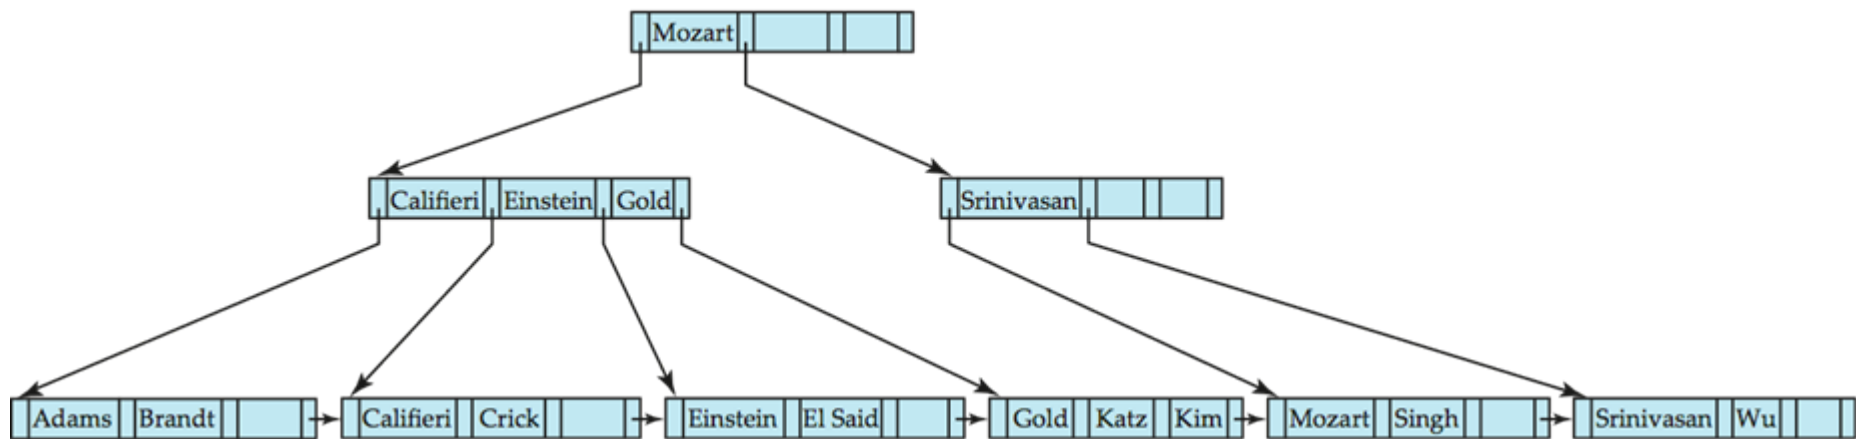 Mozart
Califieri Einstein Gold Srinivasan
Adams Brandt Califieri Crick Einstein El Said Gold Katz Kim Mozart Singh Srinivasan Wu